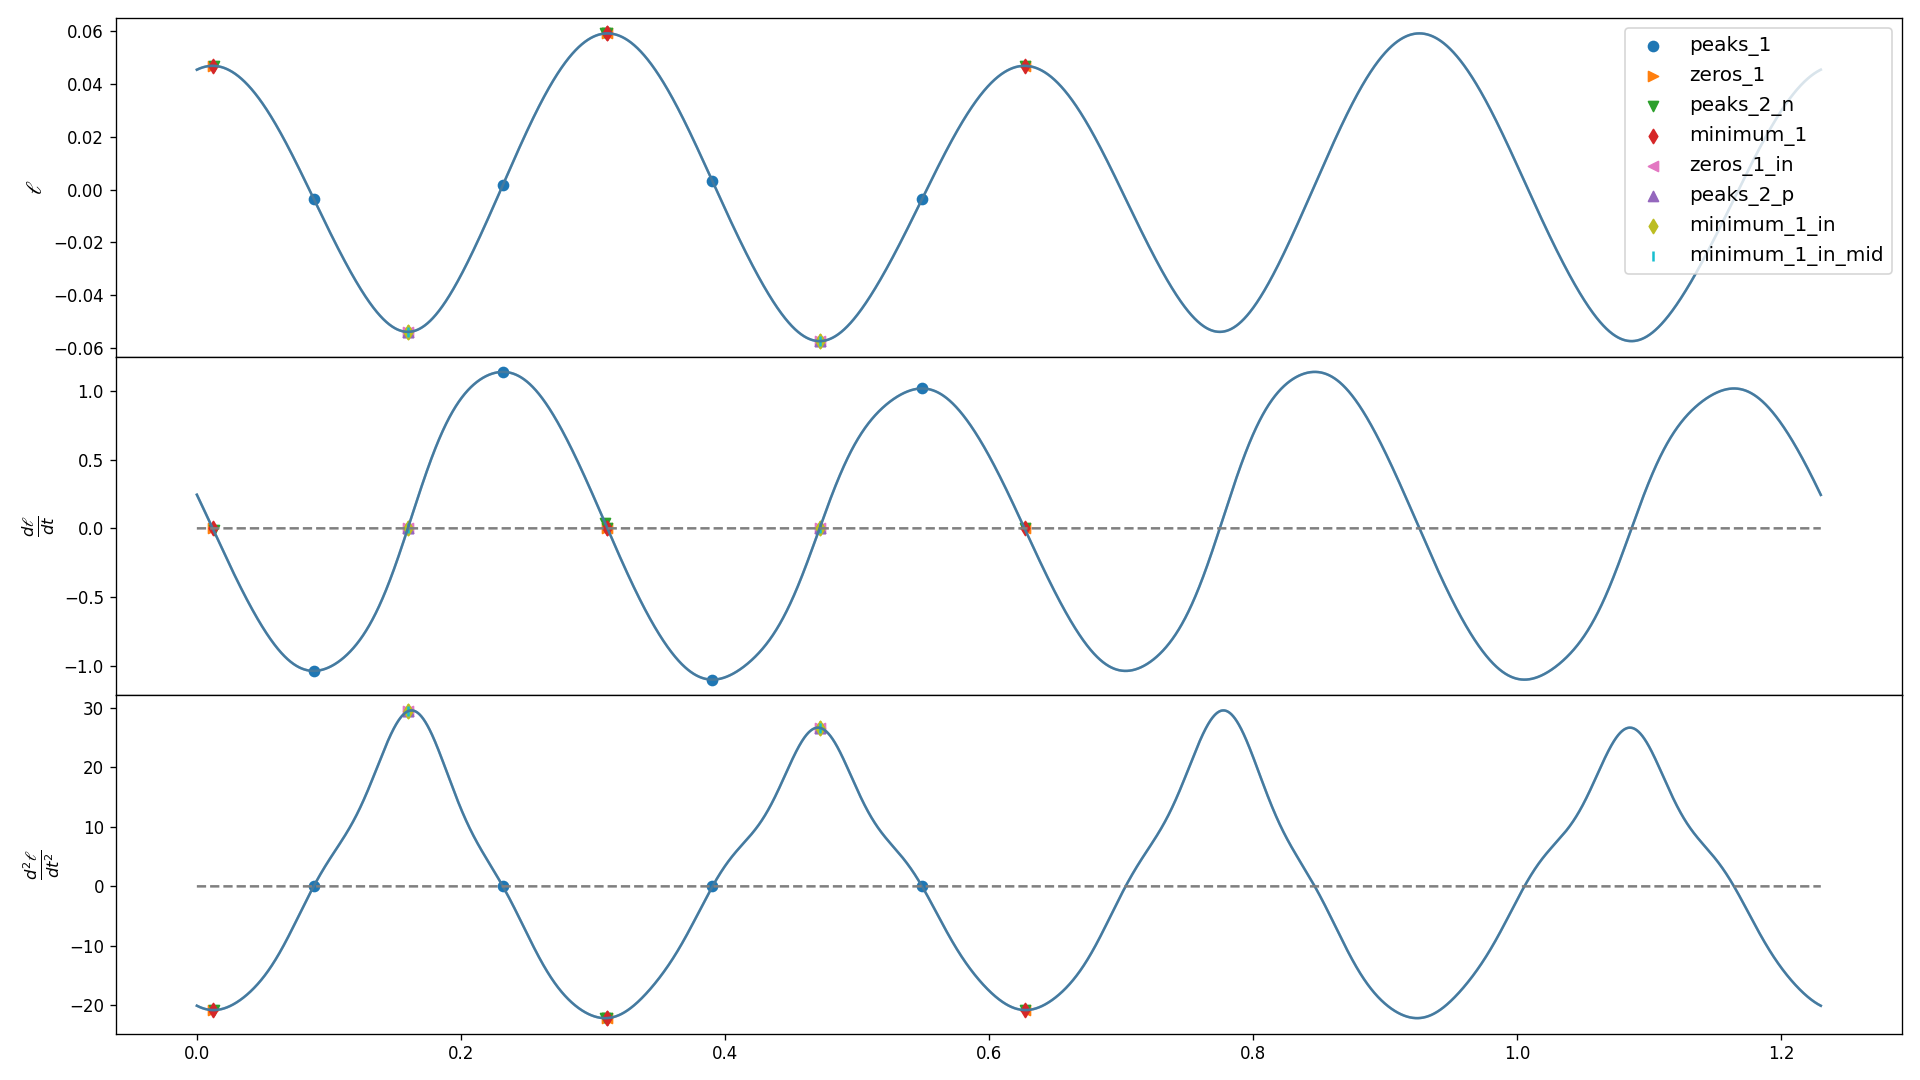 0.06
0.04
0.02
0.00
−0.02
−0.04
−0.06
ℓ
peaks_1
zeros_1
peaks_2_n
minimum_1
zeros_1_in
peaks_2_p
minimum_1_in
minimum_1_in_mid
1.0
0.5
0.0
−0.5
−1.0
dℓ
dt
30
20
10
0
−10
−20
d²ℓ
dt²
0.0 0.2 0.4 0.6 0.8 1.0 1.2